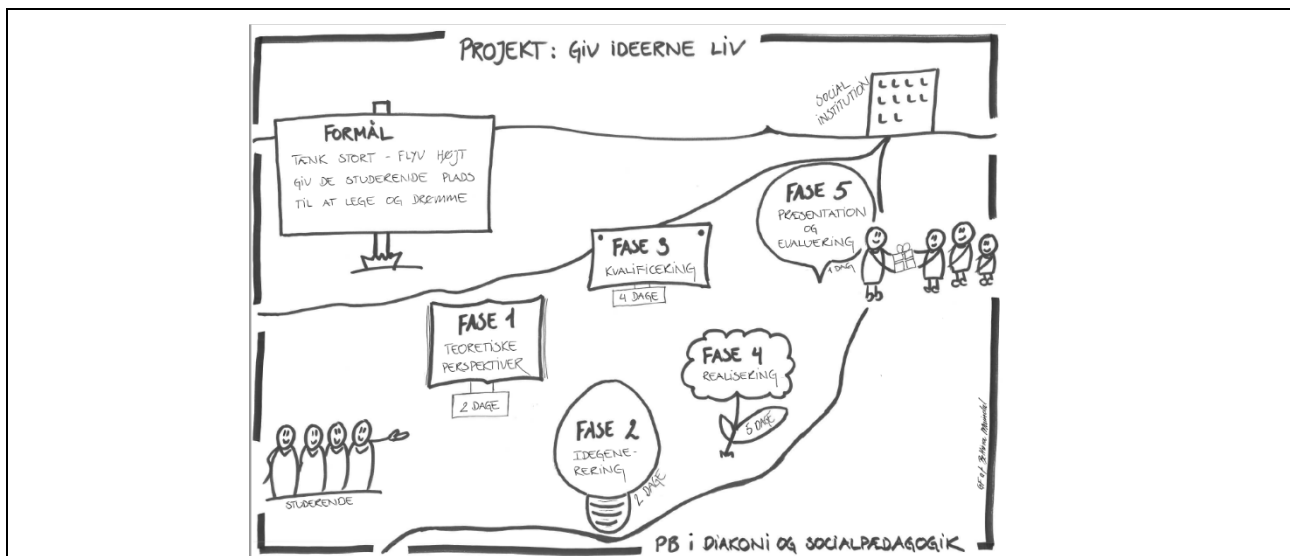 PROJEKT: GIV IDEERNE LIV
SOCIAL
INSTITUTION
FORMÅL
TÆNK STORT - FLYV HØJT
GIV DE STUDERENDE PLADS
TIL AT LEGE OG DRØMME
FASE 5
PRÆSENTATION
OG
EVALUERING
1 DAG
FASE 3
KVALIFICERING
4 DAGE
FASE 1
TEORETISKE
PERSPEKTIVER
2 DAGE
FASE 4
REALISERING
5 DAGE
FASE 2
IDEGENE-
RERING
2 DAGE
STUDERENDE
PB I DIAKONI OG SOCIALPÆDAGOGIK